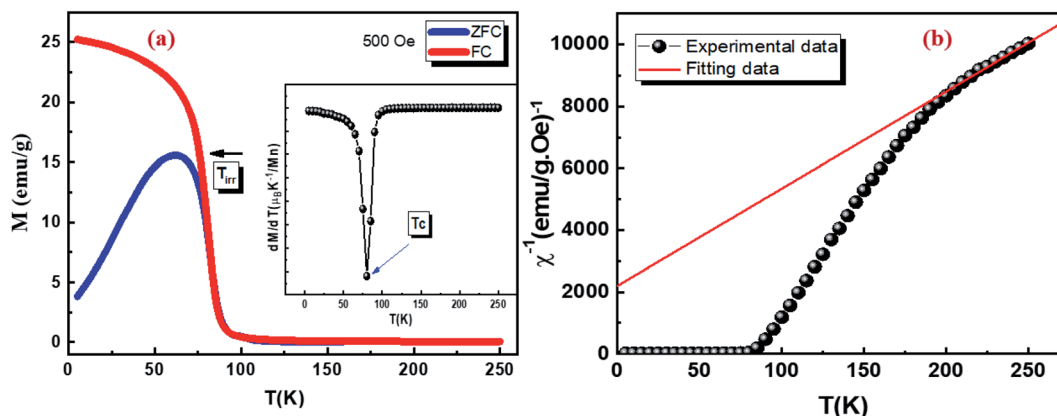 (a)
500 Oe
ZFC
FC
25
20
15
10
5
0
M (emu/g)
T_irr
dM/dT(μ_BK^-1/Mn)
Tc
0 50 100 150 200 250
T(K)
0 50 100 150 200 250
T(K)
(b)
Experimental data
Fitting data
10000
8000
6000
4000
2000
0
χ^-1(emu/g.Oe)^-1
0 50 100 150 200 250
T(K)